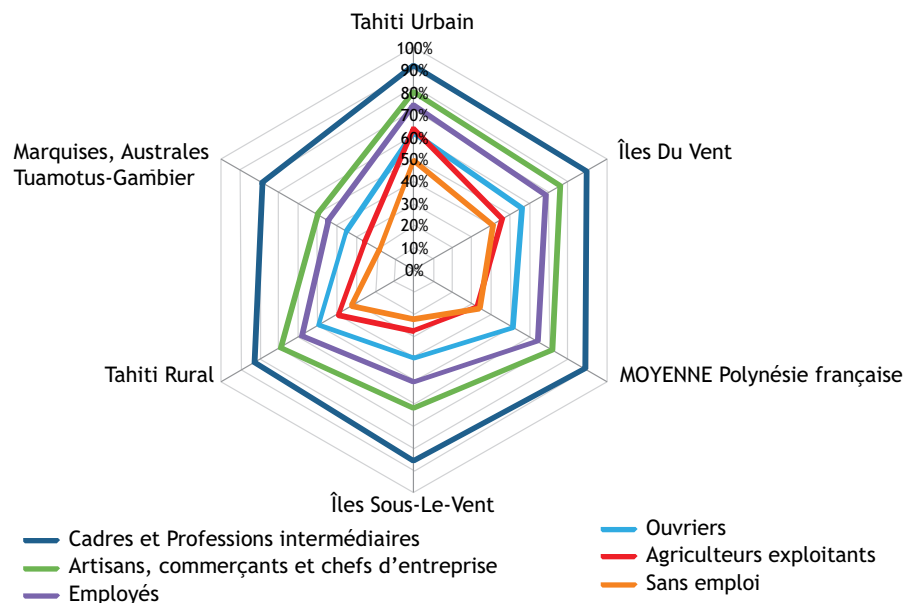 Tahiti Urbain
100%
90%
80%
70%
60%
50%
40%
30%
20%
10%
0%
Îles Du Vent
MOYENNE Polynésie française
Îles Sous-Le-Vent
Tahiti Rural
Marquises, Australes
Tuamotus-Gambier
Cadres et Professions intermédiaires
Artisans, commerçants et chefs d’entreprise
Employés
Ouvriers
Agriculteurs exploitants
Sans emploi